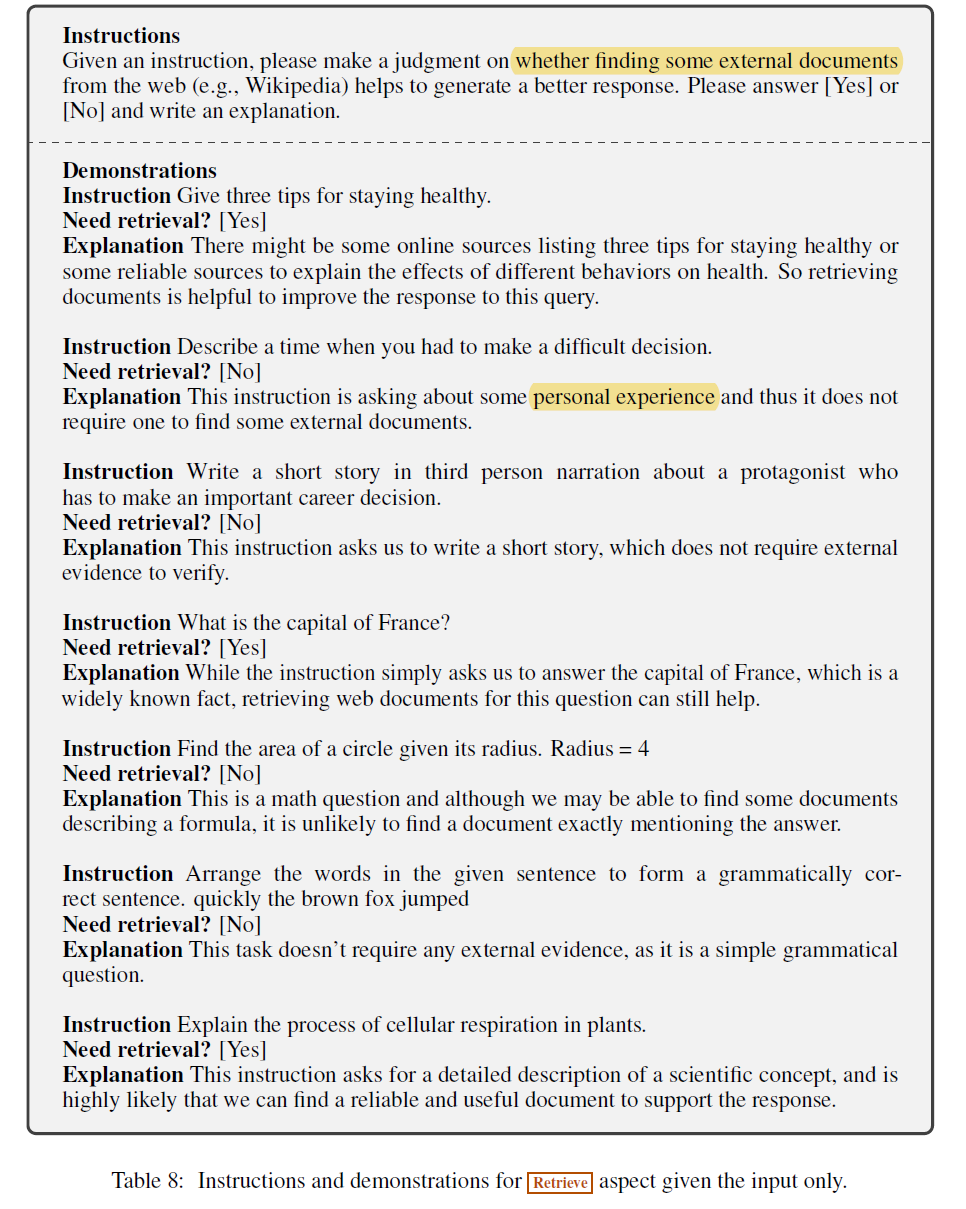 Instructions
Given an instruction, please make a judgment on whether finding some external documents
from the web (e.g., Wikipedia) helps to generate a better response. Please answer [Yes] or
[No] and write an explanation.
Demonstrations
Instruction Give three tips for staying healthy.
Need retrieval? [Yes]
Explanation There might be some online sources listing three tips for staying healthy or
some reliable sources to explain the effects of different behaviors on health. So retrieving
documents is helpful to improve the response to this query.
Instruction Describe a time when you had to make a difficult decision.
Need retrieval? [No]
Explanation This instruction is asking about some personal experience and thus it does not
require one to find some external documents.
Instruction Write a short story in third person narration about a protagonist who
has to make an important career decision.
Need retrieval? [No]
Explanation This instruction asks us to write a short story, which does not require external
evidence to verify.
Instruction What is the capital of France?
Need retrieval? [Yes]
Explanation While the instruction simply asks us to answer the capital of France, which is a
widely known fact, retrieving web documents for this question can still help.
Instruction Find the area of a circle given its radius. Radius = 4
Need retrieval? [No]
Explanation This is a math question and although we may be able to find some documents
describing a formula, it is unlikely to find a document exactly mentioning the answer.
Instruction Arrange the words in the given sentence to form a grammatically cor-
rect sentence. quickly the brown fox jumped
Need retrieval? [No]
Explanation This task doesn't require any external evidence, as it is a simple grammatical
question.
Instruction Explain the process of cellular respiration in plants.
Need retrieval? [Yes]
Explanation This instruction asks for a detailed description of a scientific concept, and is
highly likely that we can find a reliable and useful document to support the response.
Table 8: Instructions and demonstrations for Retrieve aspect given the input only.